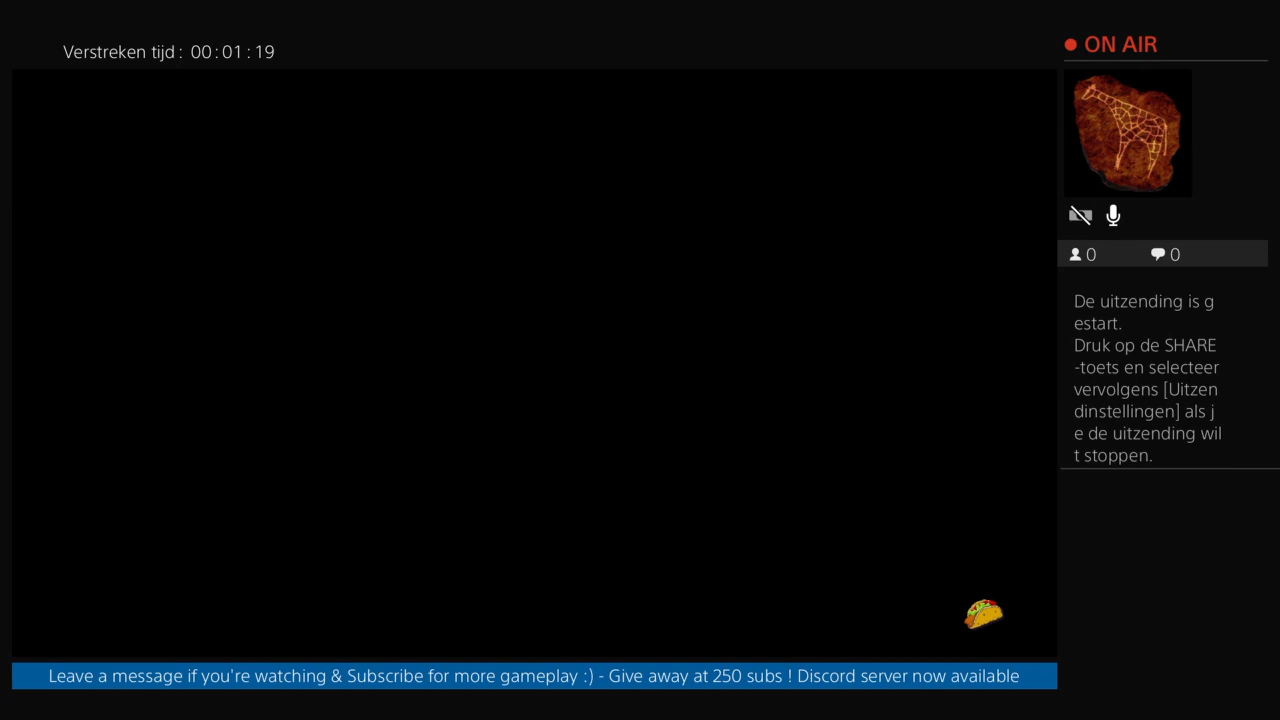 Verstreken tijd : 00 : 01 : 19
ON AIR
0 0
De uitzending is g
estart.
Druk op de SHARE
-toets en selecteer
vervolgens [Uitzen
dinstellingen] als j
e de uitzending wil
t stoppen.
Leave a message if you're watching & Subscribe for more gameplay :) - Give away at 250 subs ! Discord server now available